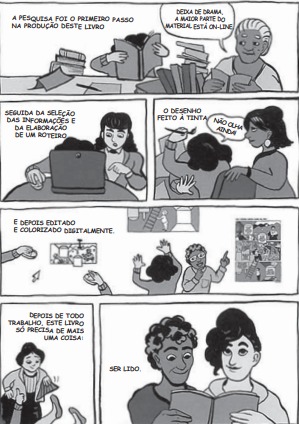 A PESQUISA FOI O PRIMEIRO PASSO
NA PRODUÇÃO DESTE LIVRO
DEIXA DE DRAMA,
A MAIOR PARTE DO
MATERIAL ESTÁ ON-LINE
SEGUIDA DA SELEÇÃO
DAS INFORMAÇÕES E
DA ELABORAÇÃO
DE UM ROTEIRO
O DESENHO
FEITO À TINTA
NÃO OLHA
AINDA!
E DEPOIS EDITADO
E COLORIZADO DIGITALMENTE.
DEPOIS DE TODO
TRABALHO, ESTE LIVRO
SÓ PRECISA DE MAIS
UMA COISA:
SER LIDO.